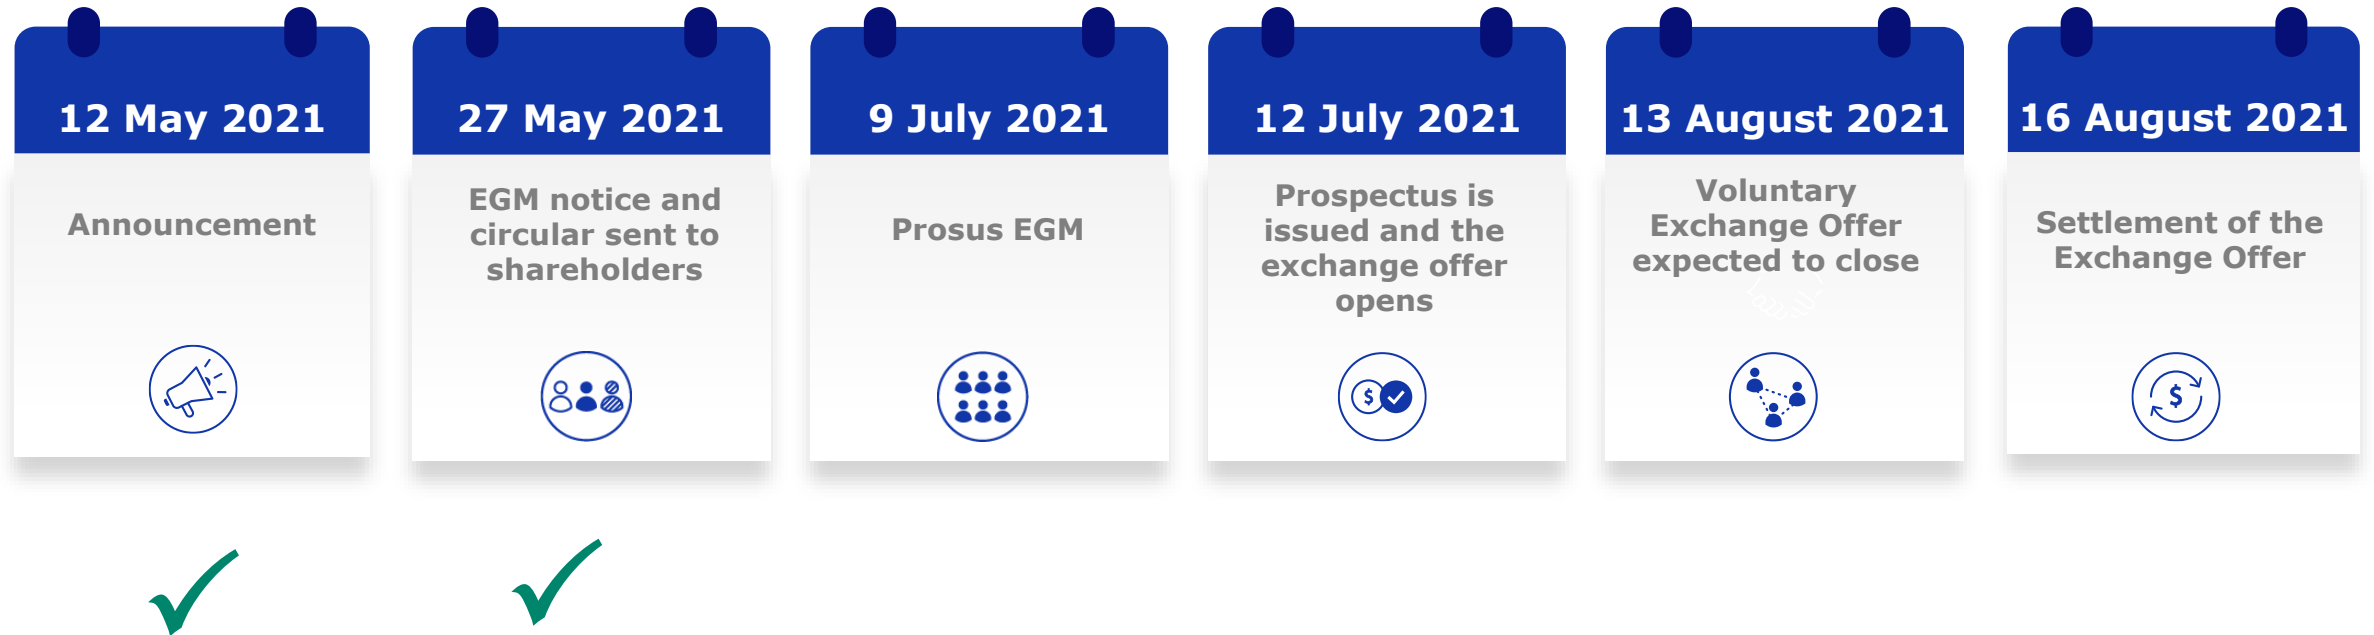 12 May 2021
Announcement
27 May 2021
EGM notice and
circular sent to
shareholders
9 July 2021
Prosus EGM
12 July 2021
Prospectus is
issued and the
exchange offer
opens
13 August 2021
Voluntary
Exchange Offer
expected to close
16 August 2021
Settlement of the
Exchange Offer
$
$